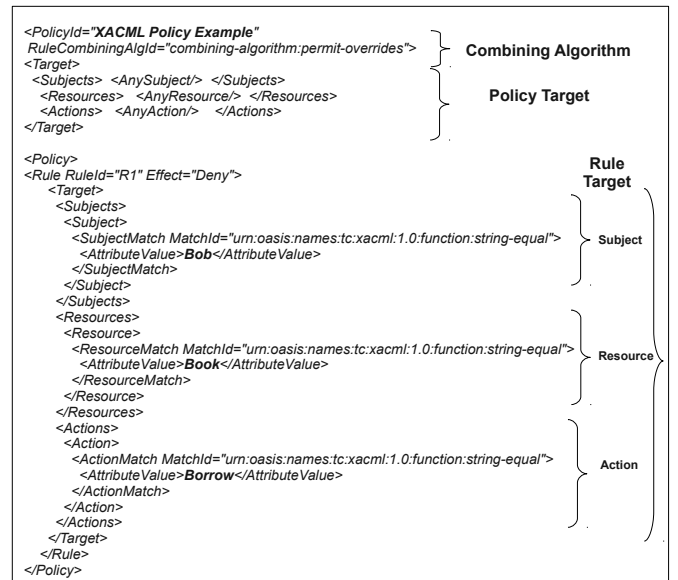 <PolicyId="XACML Policy Example"
RuleCombiningAlgId="combining-algorithm:permit-overrides">
Combining Algorithm
<Target>
<Subjects> <AnySubject/> </Subjects>
<Resources> <AnyResource/> </Resources>
<Actions> <AnyAction/> </Actions>
</Target>
Policy Target
<Policy>
<Rule RuleId="R1" Effect="Deny">
Rule
Target
<Target>
<Subjects>
<Subject>
<SubjectMatch MatchId="urn:oasis:names:tc:xacml:1.0:function:string-equal">
<AttributeValue>Bob</AttributeValue>
</SubjectMatch>
</Subject>
</Subjects>
Subject
<Resources>
<Resource>
<ResourceMatch MatchId="urn:oasis:names:tc:xacml:1.0:function:string-equal">
<AttributeValue>Book</AttributeValue>
</ResourceMatch>
</Resource>
</Resources>
Resource
<Actions>
<Action>
<ActionMatch MatchId="urn:oasis:names:tc:xacml:1.0:function:string-equal">
<AttributeValue>Borrow</AttributeValue>
</ActionMatch>
</Action>
</Actions>
Action
</Target>
</Rule>
</Policy>